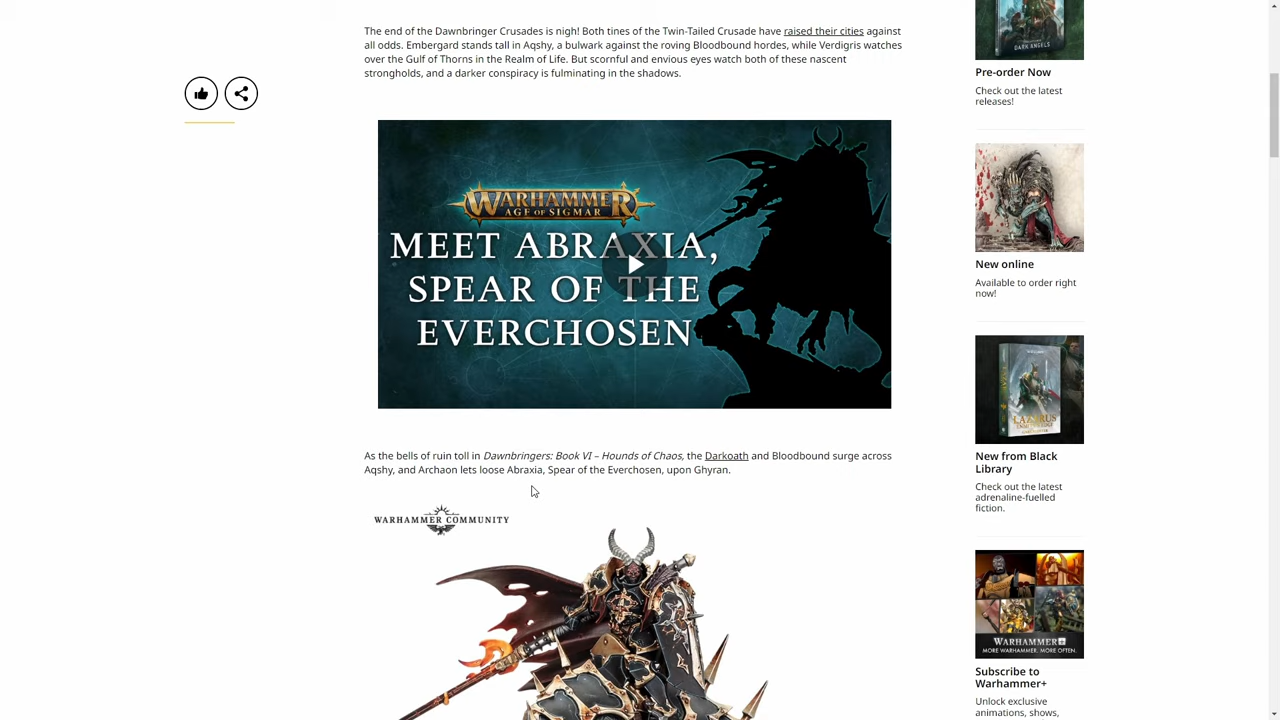 The end of the Dawnbringer Crusades is nigh! Both tines of the Twin-Tailed Crusade have raised their cities against
all odds. Embergard stands tall in Aqshy, a bulwark against the roving Bloodbound hordes, while Verdigris watches
over the Gulf of Thorns in the Realm of Life. But scornful and envious eyes watch both of these nascent
strongholds, and a darker conspiracy is fulminating in the shadows.
WARHAMMER
AGE OF SIGMAR
MEET ABRAXIA,
SPEAR OF THE
EVERCHOSEN
As the bells of ruin toll in Dawnbringers: Book VI – Hounds of Chaos, the Darkoath and Bloodbound surge across
Aqshy, and Archaon lets loose Abraxia, Spear of the Everchosen, upon Ghyran.
WARHAMMER COMMUNITY
DARK ANGELS
Pre-order Now
Check out the latest
releases!
New online
Available to order right
now!
LAZARUS
New from Black
Library
Check out the latest
adrenaline-fuelled
fiction.
WARHAMMER+
MORE WARHAMMER. MORE OFTEN.
Subscribe to
Warhammer+
Unlock exclusive
animations, shows,